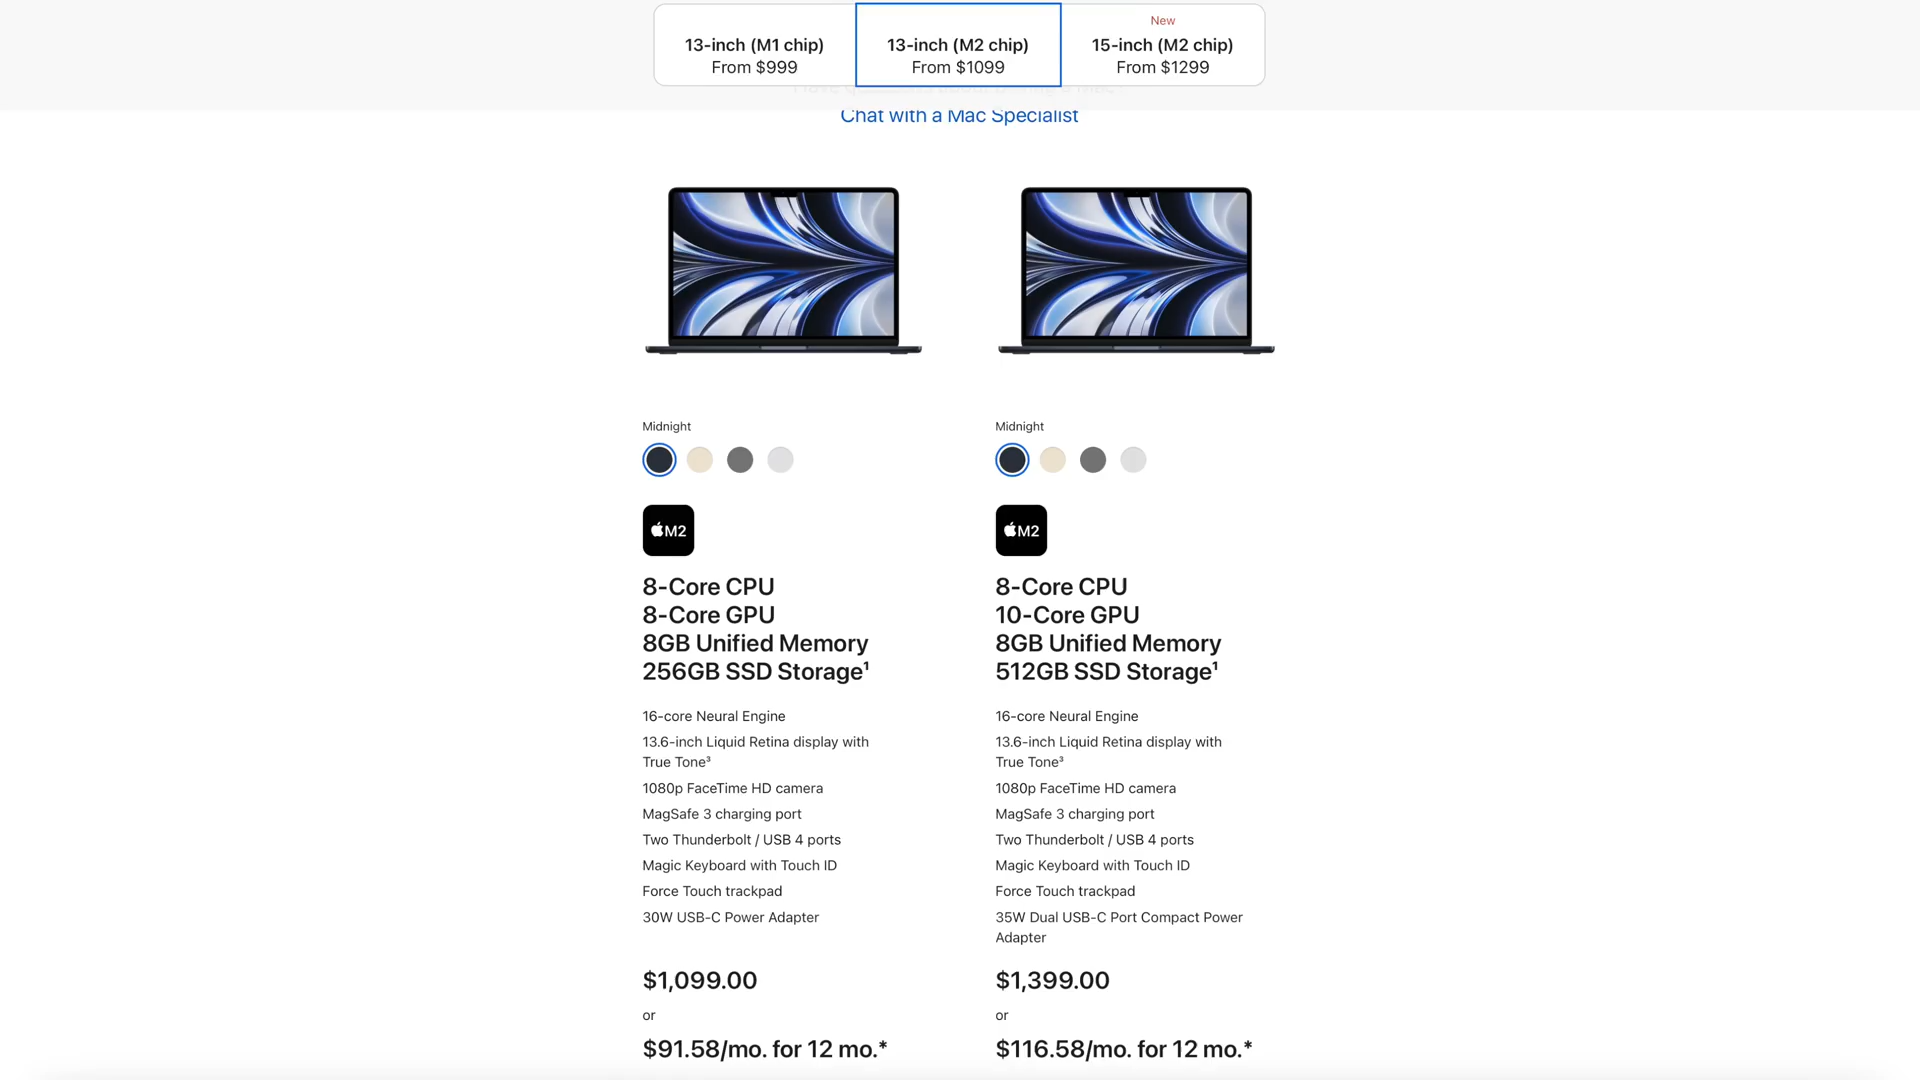 13-inch (M1 chip)
From $999
13-inch (M2 chip)
From $1099
New
15-inch (M2 chip)
From $1299
Chat with a Mac Specialist
Midnight
M2
8-Core CPU
8-Core GPU
8GB Unified Memory
256GB SSD Storage¹
16-core Neural Engine
13.6-inch Liquid Retina display with
True Tone³
1080p FaceTime HD camera
MagSafe 3 charging port
Two Thunderbolt / USB 4 ports
Magic Keyboard with Touch ID
Force Touch trackpad
30W USB-C Power Adapter
$1,099.00
or
$91.58/mo. for 12 mo.*
Midnight
M2
8-Core CPU
10-Core GPU
8GB Unified Memory
512GB SSD Storage¹
16-core Neural Engine
13.6-inch Liquid Retina display with
True Tone³
1080p FaceTime HD camera
MagSafe 3 charging port
Two Thunderbolt / USB 4 ports
Magic Keyboard with Touch ID
Force Touch trackpad
35W Dual USB-C Port Compact Power
Adapter
$1,399.00
or
$116.58/mo. for 12 mo.*